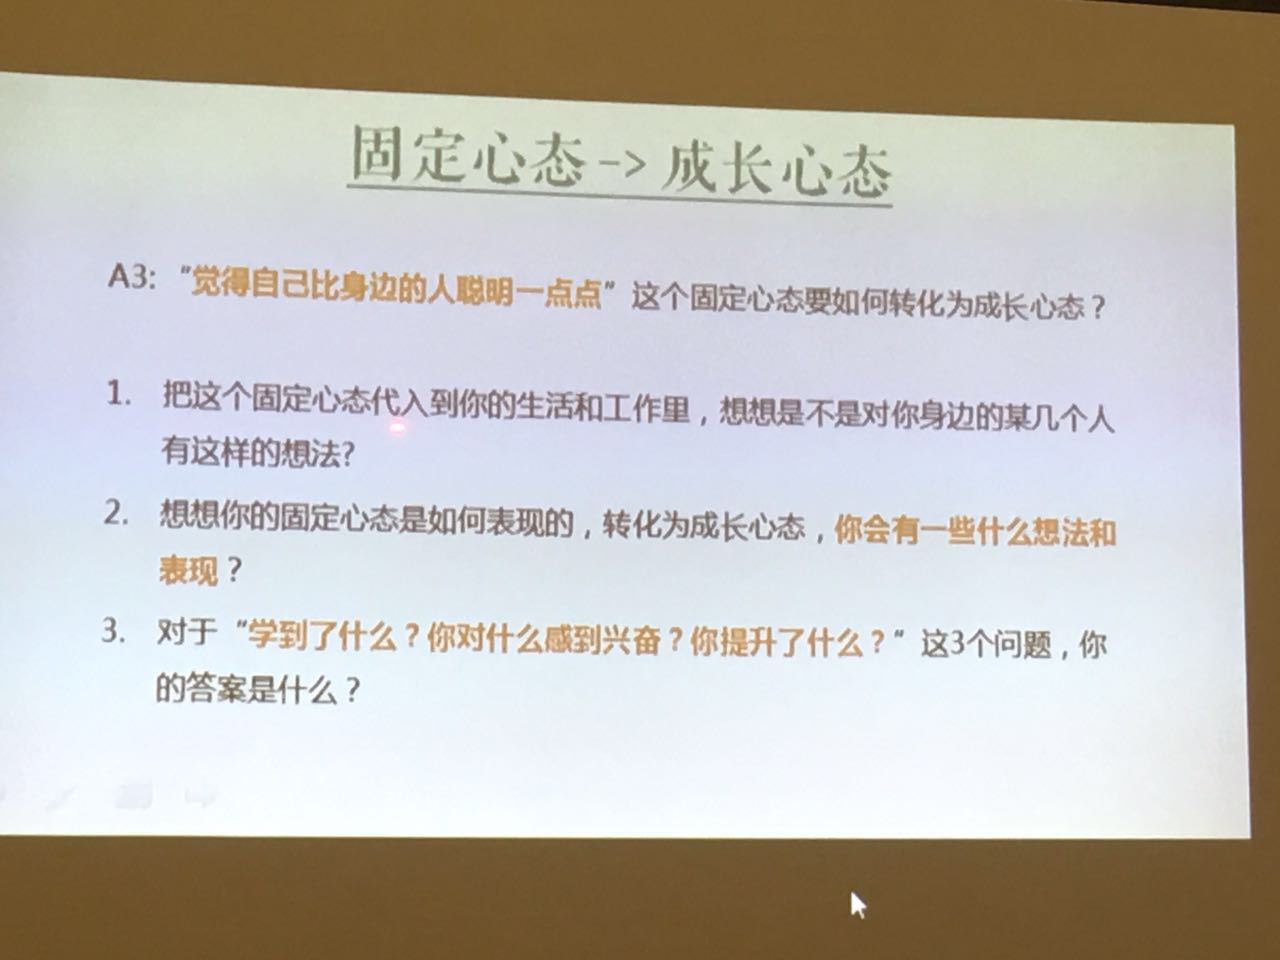 固定心态->成长心态
A3: “觉得自己比身边的人聪明一点点” 这个固定心态要如何转化为成长心态？
1. 把这个固定心态代入到你的生活和工作里，想想是不是对你身边的某几个人
有这样的想法?
2. 想想你的固定心态是如何表现的，转化为成长心态，你会有一些什么想法和
表现？
3. 对于“学到了什么？你对什么感到兴奋？你提升了什么？”这3个问题，你
的答案是什么？